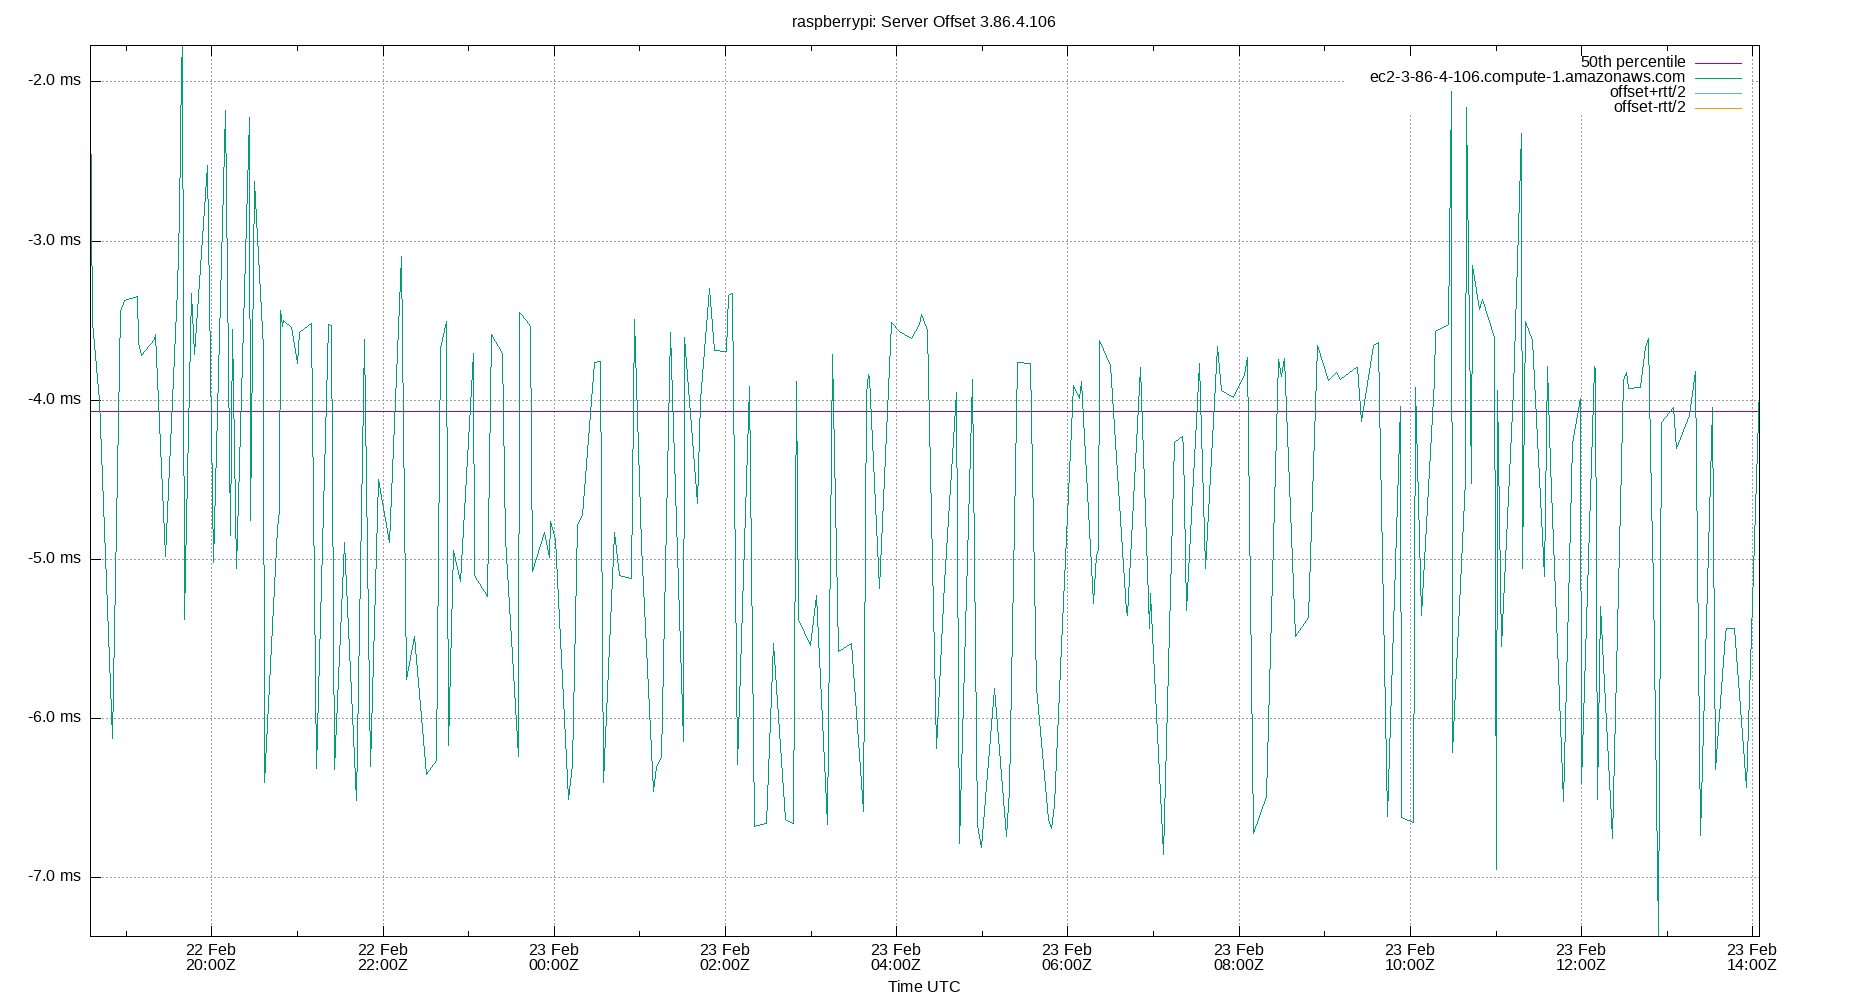 raspberrypi: Server Offset 3.86.4.106
50th percentile
ec2-3-86-4-106.compute-1.amazonaws.com
offset+rtt/2
offset-rtt/2
-2.0 ms
-3.0 ms
-4.0 ms
-5.0 ms
-6.0 ms
-7.0 ms
22 Feb 22 Feb 23 Feb 23 Feb 23 Feb 23 Feb 23 Feb 23 Feb 23 Feb 23 Feb
20:00Z 22:00Z 00:00Z 02:00Z 04:00Z 06:00Z 08:00Z 10:00Z 12:00Z 14:00Z
Time UTC